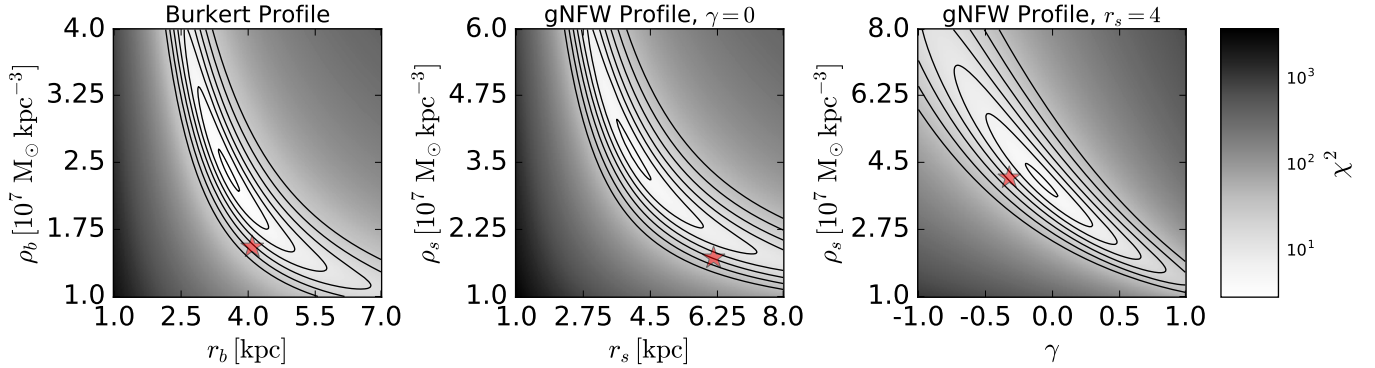 Burkert Profile
4.0
3.25
2.5
1.75
1.0
ρ_b [10^7 M_⊙ kpc^−3]
1.0 2.5 4.0 5.5 7.0
r_b [kpc]
gNFW Profile, γ = 0
6.0
4.75
3.5
2.25
1.0
ρ_s [10^7 M_⊙ kpc^−3]
1.0 2.75 4.5 6.25 8.0
r_s [kpc]
gNFW Profile, r_s = 4
8.0
6.25
4.5
2.75
1.0
ρ_s [10^7 M_⊙ kpc^−3]
-1.0 -0.5 0.0 0.5 1.0
γ
10^3
10^2
10^1
χ^2